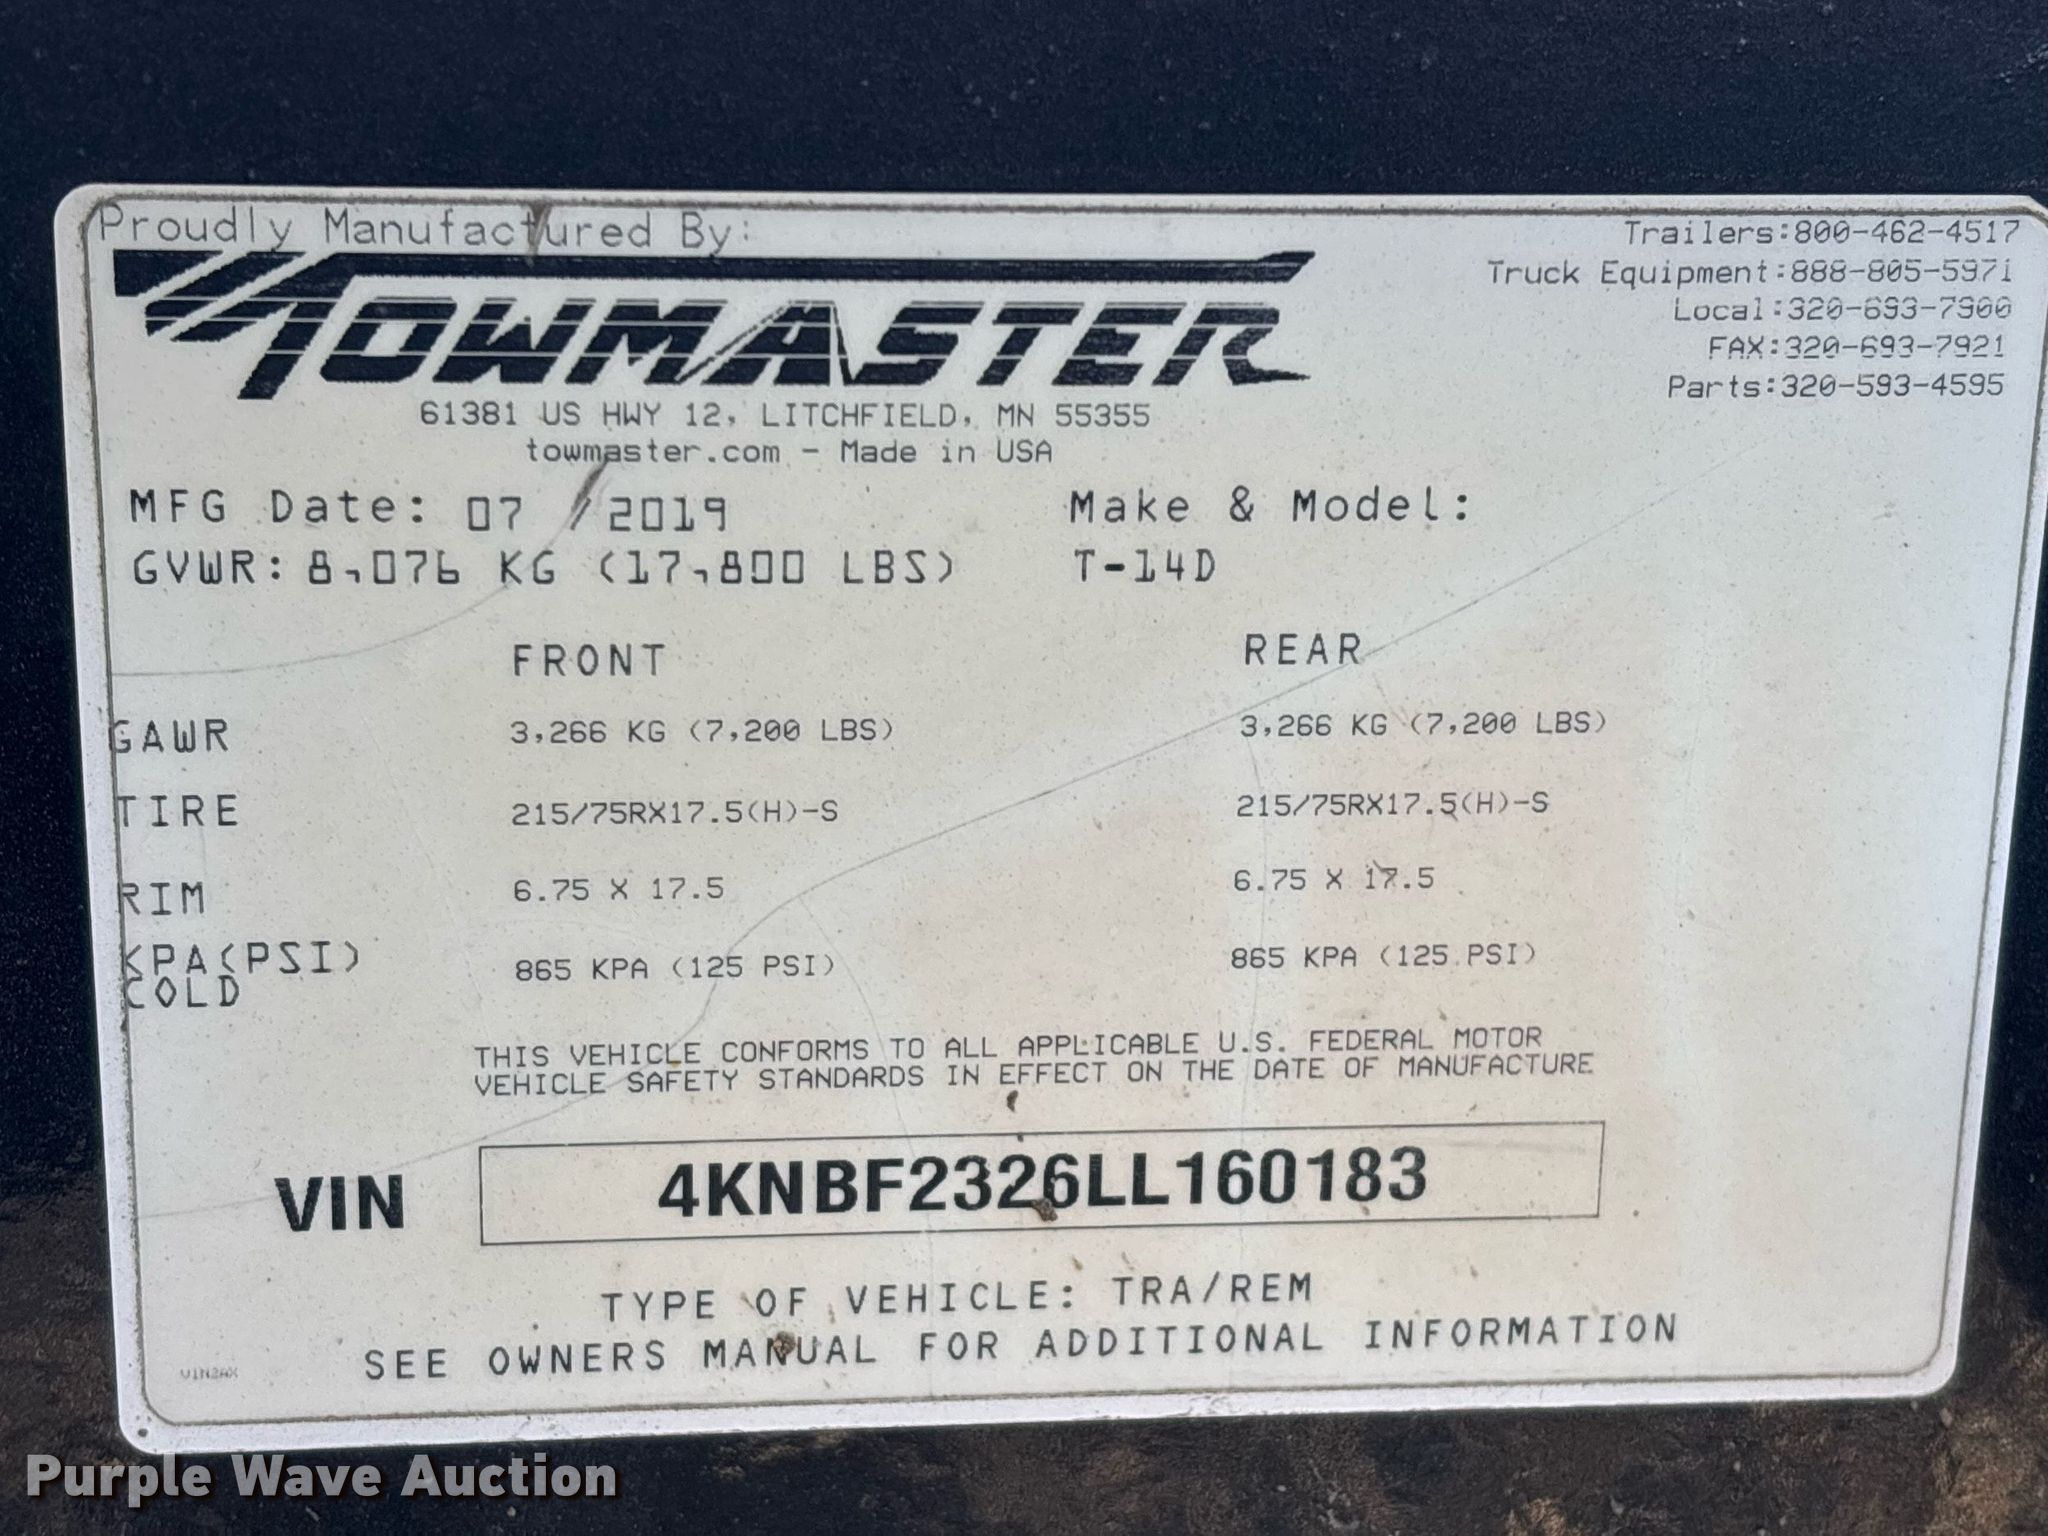 Proudly Manufactured By:
TOWMASTER
61381 US HWY 12, LITCHFIELD, MN 55355
towmaster.com - Made in USA
Trailers:800-462-4517
Truck Equipment:888-805-5971
Local:320-693-7900
FAX:320-693-7921
Parts:320-593-4595
MFG Date: 07 / 2019
Make & Model:
GVWR: 8,076 KG (17,800 LBS)
T-14D
FRONT REAR
GAWR 3,266 KG (7,200 LBS) 3,266 KG (7,200 LBS)
TIRE 215/75RX17.5(H)-S 215/75RX17.5(H)-S
RIM 6.75 X 17.5 6.75 X 17.5
KPA(PSI) 865 KPA (125 PSI) 865 KPA (125 PSI)
COLD
THIS VEHICLE CONFORMS TO ALL APPLICABLE U.S. FEDERAL MOTOR
VEHICLE SAFETY STANDARDS IN EFFECT ON THE DATE OF MANUFACTURE
VIN 4KNBF2326LL160183
TYPE OF VEHICLE: TRA/REM
SEE OWNERS MANUAL FOR ADDITIONAL INFORMATION
VIN2AX
Purple Wave Auction